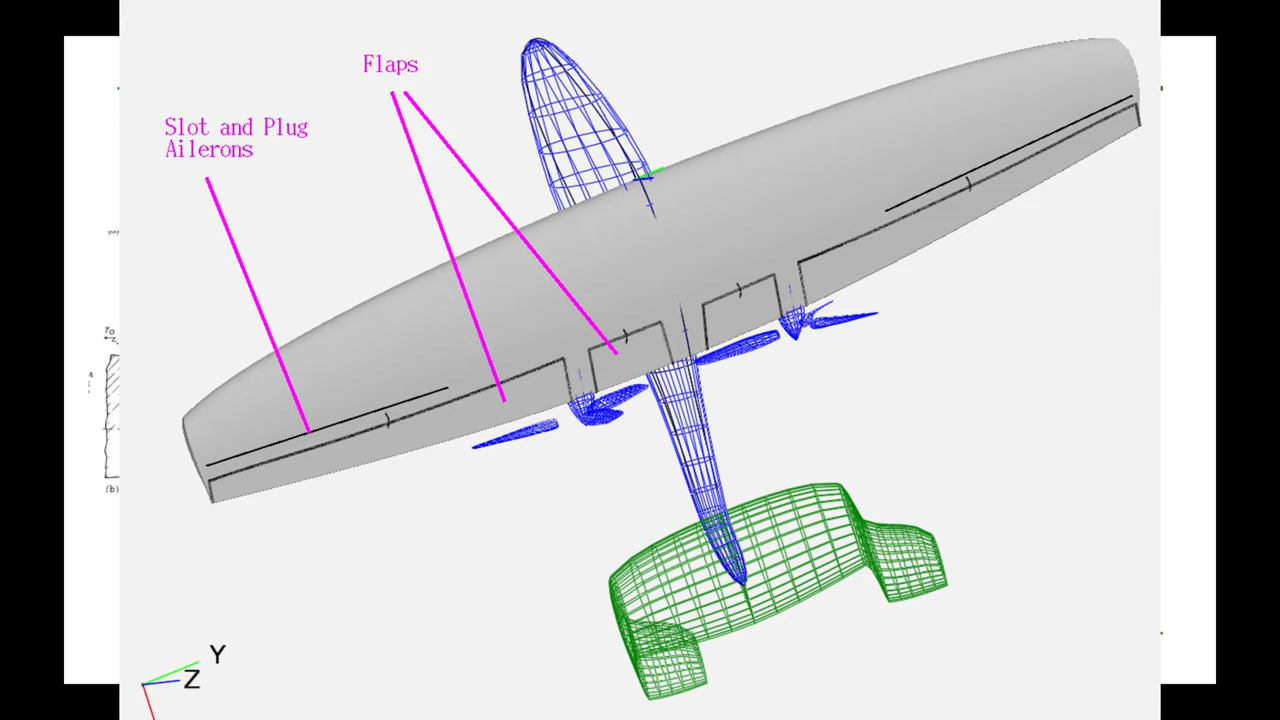 Flaps
Slot and Plug
Ailerons
(b)
Y
Z